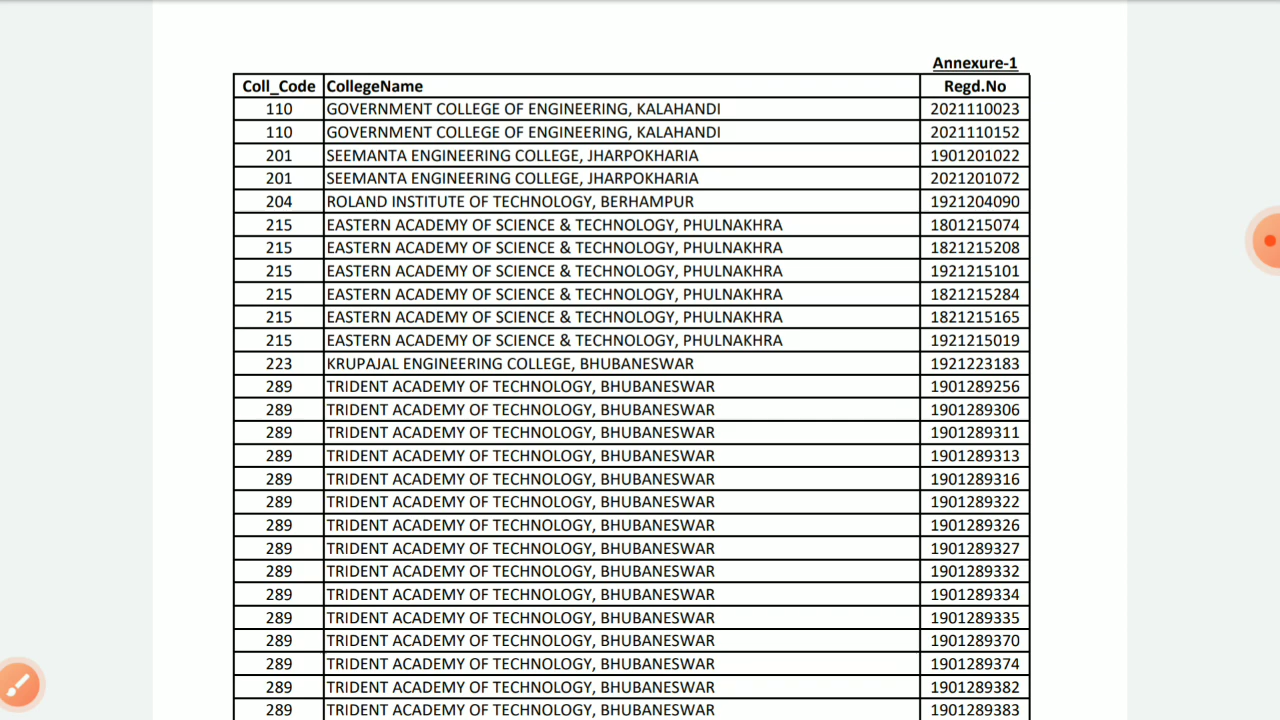 Annexure-1
Coll_Code CollegeName Regd.No
110 GOVERNMENT COLLEGE OF ENGINEERING, KALAHANDI 2021110023
110 GOVERNMENT COLLEGE OF ENGINEERING, KALAHANDI 2021110152
201 SEEMANTA ENGINEERING COLLEGE, JHARPOKHARIA 1901201022
201 SEEMANTA ENGINEERING COLLEGE, JHARPOKHARIA 2021201072
204 ROLAND INSTITUTE OF TECHNOLOGY, BERHAMPUR 1921204090
215 EASTERN ACADEMY OF SCIENCE & TECHNOLOGY, PHULNAKHRA 1801215074
215 EASTERN ACADEMY OF SCIENCE & TECHNOLOGY, PHULNAKHRA 1821215208
215 EASTERN ACADEMY OF SCIENCE & TECHNOLOGY, PHULNAKHRA 1921215101
215 EASTERN ACADEMY OF SCIENCE & TECHNOLOGY, PHULNAKHRA 1821215284
215 EASTERN ACADEMY OF SCIENCE & TECHNOLOGY, PHULNAKHRA 1821215165
215 EASTERN ACADEMY OF SCIENCE & TECHNOLOGY, PHULNAKHRA 1921215019
223 KRUPAJAL ENGINEERING COLLEGE, BHUBANESWAR 1921223183
289 TRIDENT ACADEMY OF TECHNOLOGY, BHUBANESWAR 1901289256
289 TRIDENT ACADEMY OF TECHNOLOGY, BHUBANESWAR 1901289306
289 TRIDENT ACADEMY OF TECHNOLOGY, BHUBANESWAR 1901289311
289 TRIDENT ACADEMY OF TECHNOLOGY, BHUBANESWAR 1901289313
289 TRIDENT ACADEMY OF TECHNOLOGY, BHUBANESWAR 1901289316
289 TRIDENT ACADEMY OF TECHNOLOGY, BHUBANESWAR 1901289322
289 TRIDENT ACADEMY OF TECHNOLOGY, BHUBANESWAR 1901289326
289 TRIDENT ACADEMY OF TECHNOLOGY, BHUBANESWAR 1901289327
289 TRIDENT ACADEMY OF TECHNOLOGY, BHUBANESWAR 1901289332
289 TRIDENT ACADEMY OF TECHNOLOGY, BHUBANESWAR 1901289334
289 TRIDENT ACADEMY OF TECHNOLOGY, BHUBANESWAR 1901289335
289 TRIDENT ACADEMY OF TECHNOLOGY, BHUBANESWAR 1901289370
289 TRIDENT ACADEMY OF TECHNOLOGY, BHUBANESWAR 1901289374
289 TRIDENT ACADEMY OF TECHNOLOGY, BHUBANESWAR 1901289382
289 TRIDENT ACADEMY OF TECHNOLOGY, BHUBANESWAR 1901289383